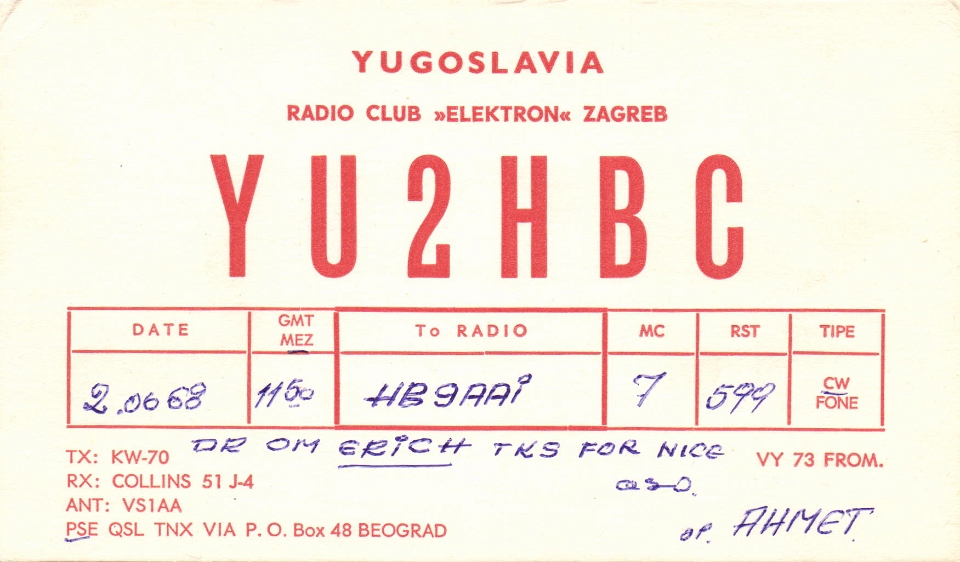 YUGOSLAVIA
RADIO CLUB »ELEKTRON« ZAGREB
YU2HBC
DATE GMT MEZ To RADIO MC RST TIPE
2.06 68 11 50 HB9AAI 7 599 CW FONE
DR OM ERICH TKS FOR NICE
QSO.
TX: KW-70 VY 73 FROM.
RX: COLLINS 51 J-4
ANT: VS1AA
PSE QSL TNX VIA P. O. Box 48 BEOGRAD
op. AHMET